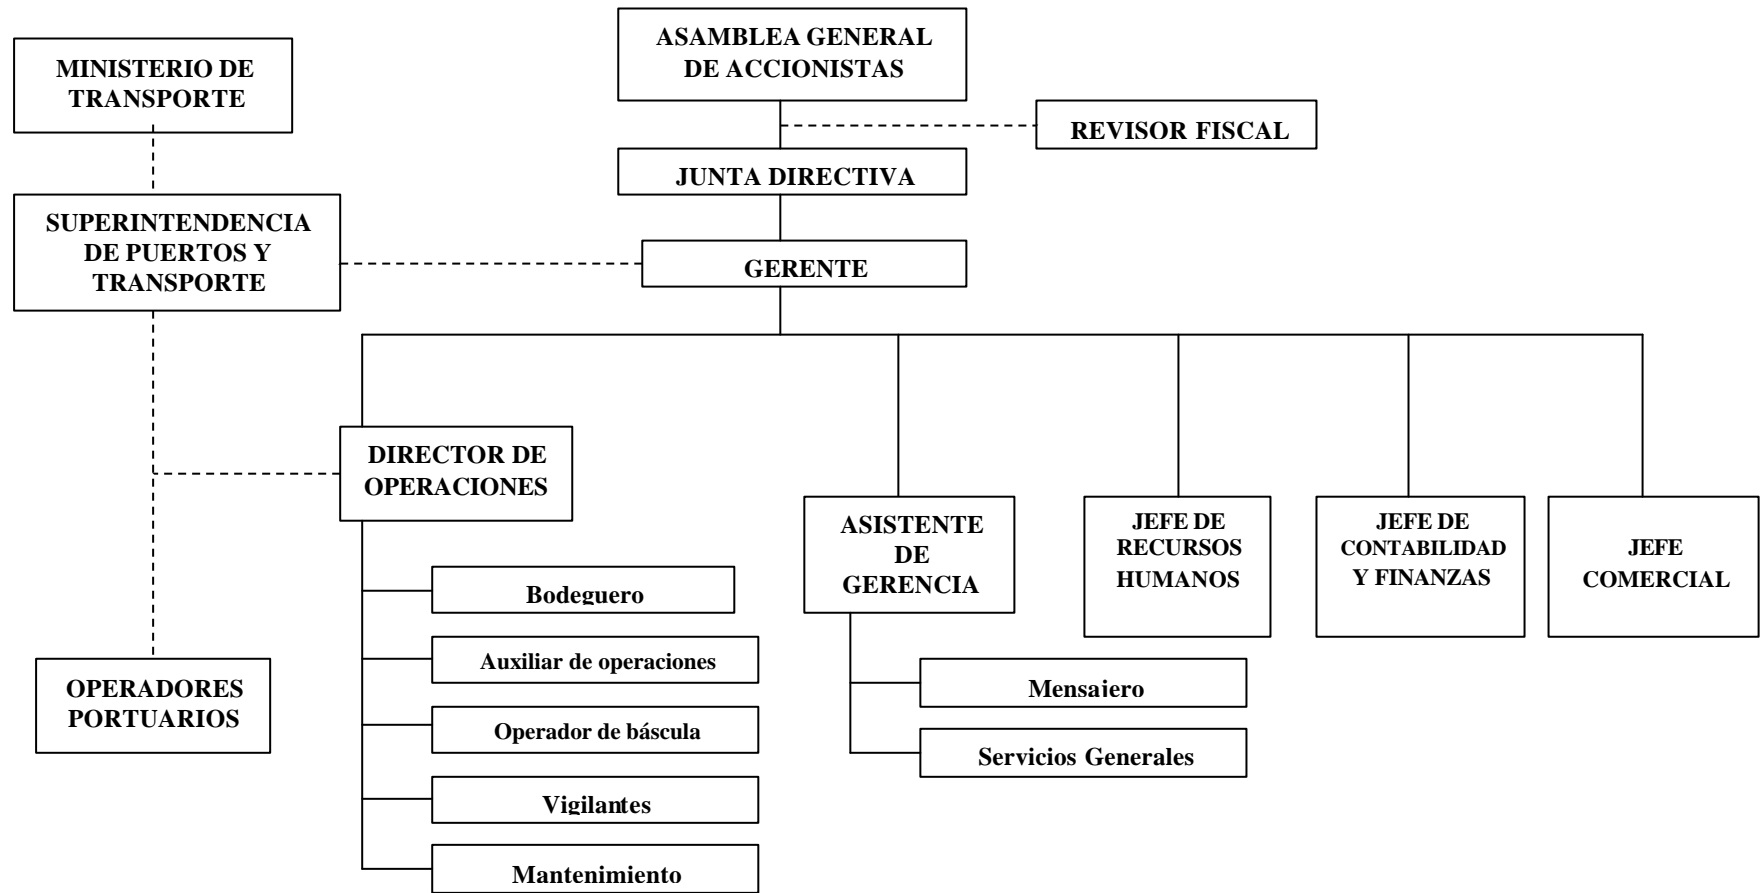 ASAMBLEA GENERAL
DE ACCIONISTAS
MINISTERIO DE
TRANSPORTE
REVISOR FISCAL
JUNTA DIRECTIVA
SUPERINTENDENCIA
DE PUERTOS Y
TRANSPORTE
GERENTE
DIRECTOR DE
OPERACIONES
ASISTENTE
DE
GERENCIA
JEFE DE
RECURSOS
HUMANOS
JEFE DE
CONTABILIDAD
Y FINANZAS
JEFE
COMERCIAL
Bodeguero
Auxiliar de operaciones
Operador de báscula
Vigilantes
Mantenimiento
Mensajero
Servicios Generales
OPERADORES
PORTUARIOS